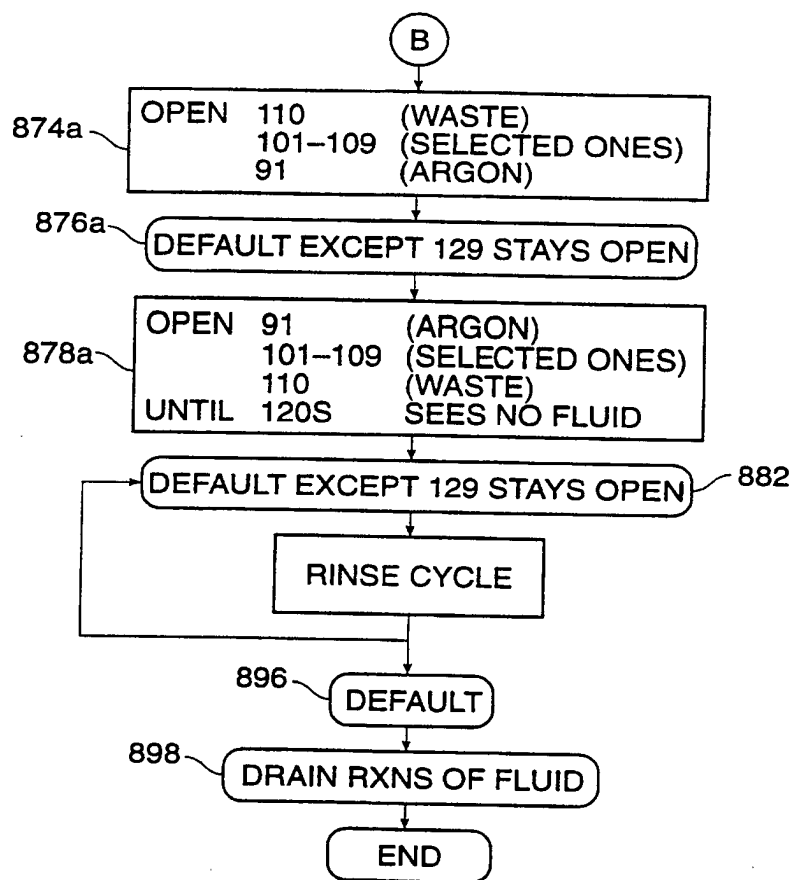 B
874a
OPEN 110 (WASTE)
101–109 (SELECTED ONES)
91 (ARGON)
876a
DEFAULT EXCEPT 129 STAYS OPEN
878a
OPEN 91 (ARGON)
101–109 (SELECTED ONES)
110 (WASTE)
UNTIL 120S SEES NO FLUID
DEFAULT EXCEPT 129 STAYS OPEN
882
RINSE CYCLE
896
DEFAULT
898
DRAIN RXNS OF FLUID
END